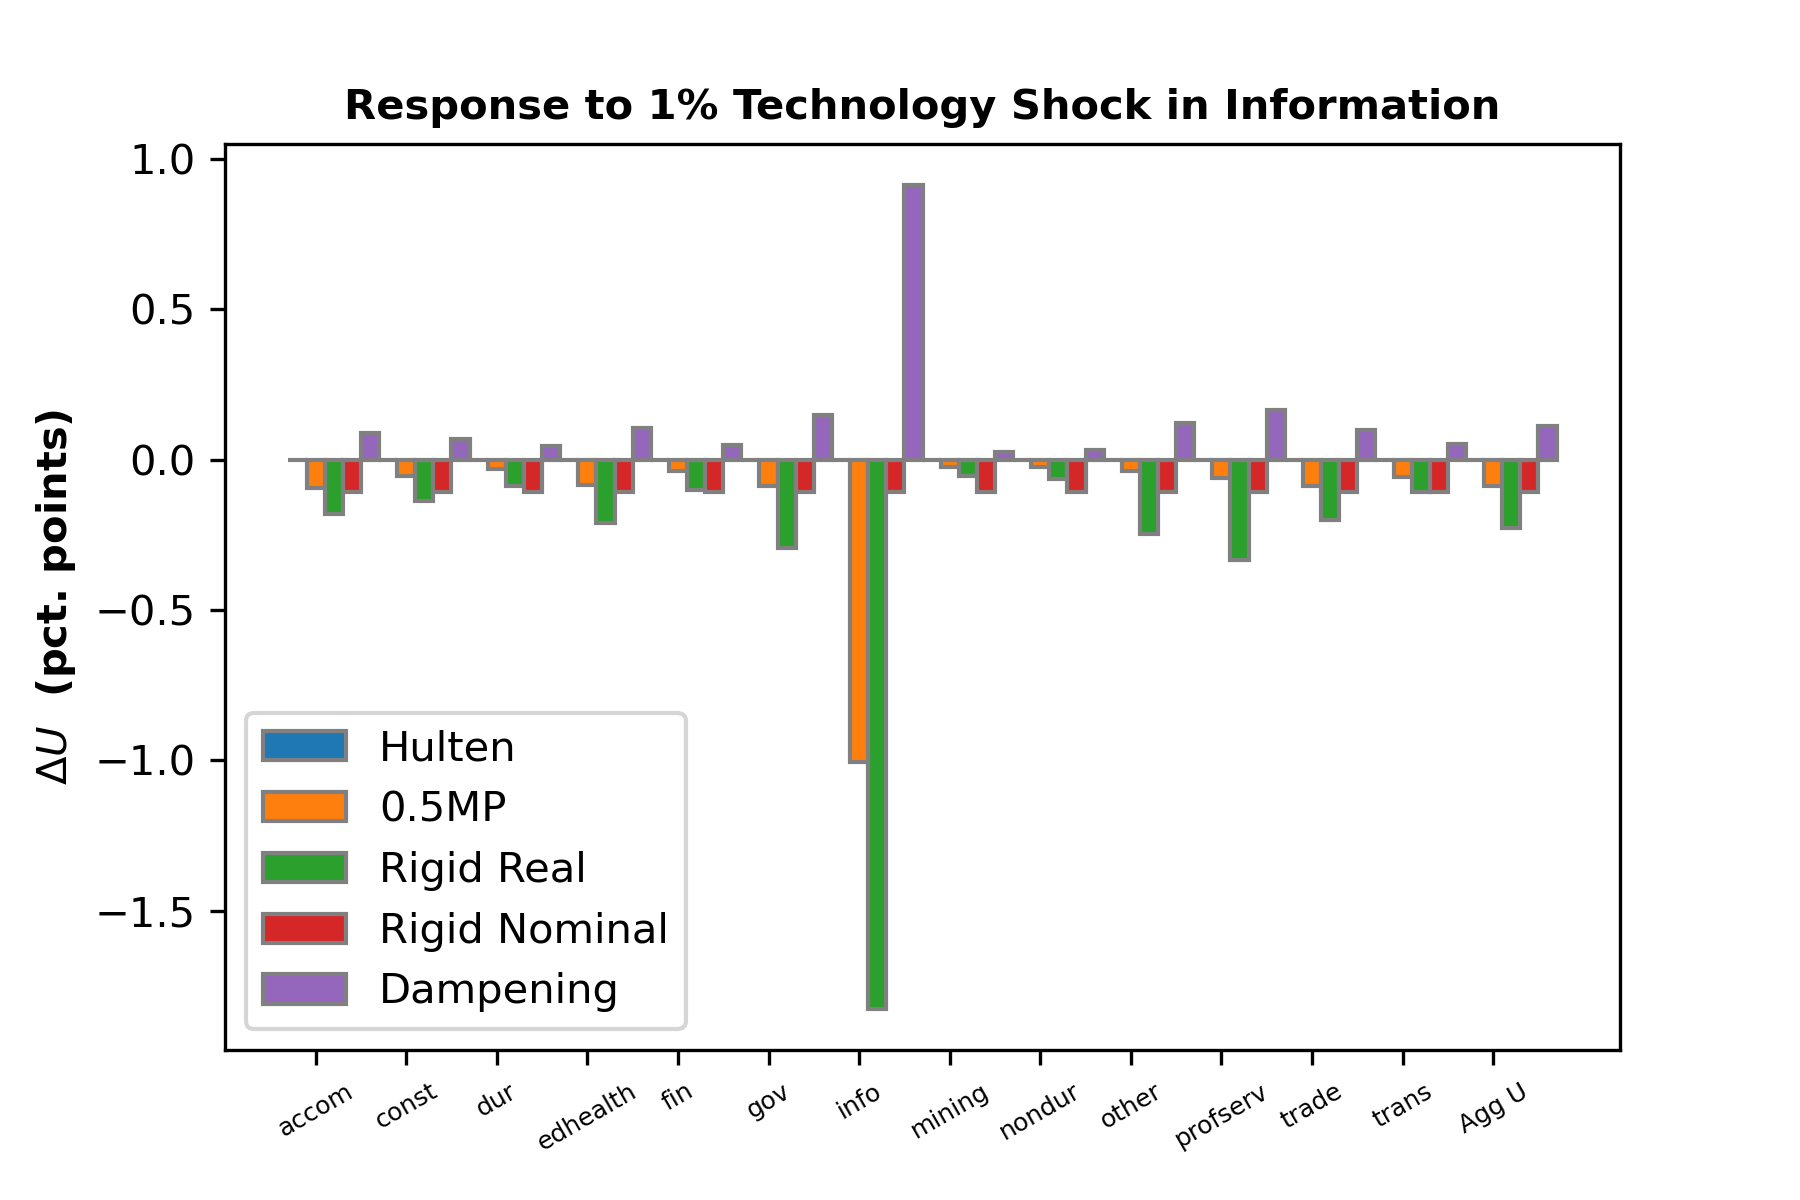 Response to 1% Technology Shock in Information
1.0
0.5
0.0
−0.5
−1.0
−1.5
ΔU (pct. points)
Hulten
0.5MP
Rigid Real
Rigid Nominal
Dampening
accom
const
dur
edhealth
fin
gov
info
mining
nondur
other
profserv
trade
trans
Agg U